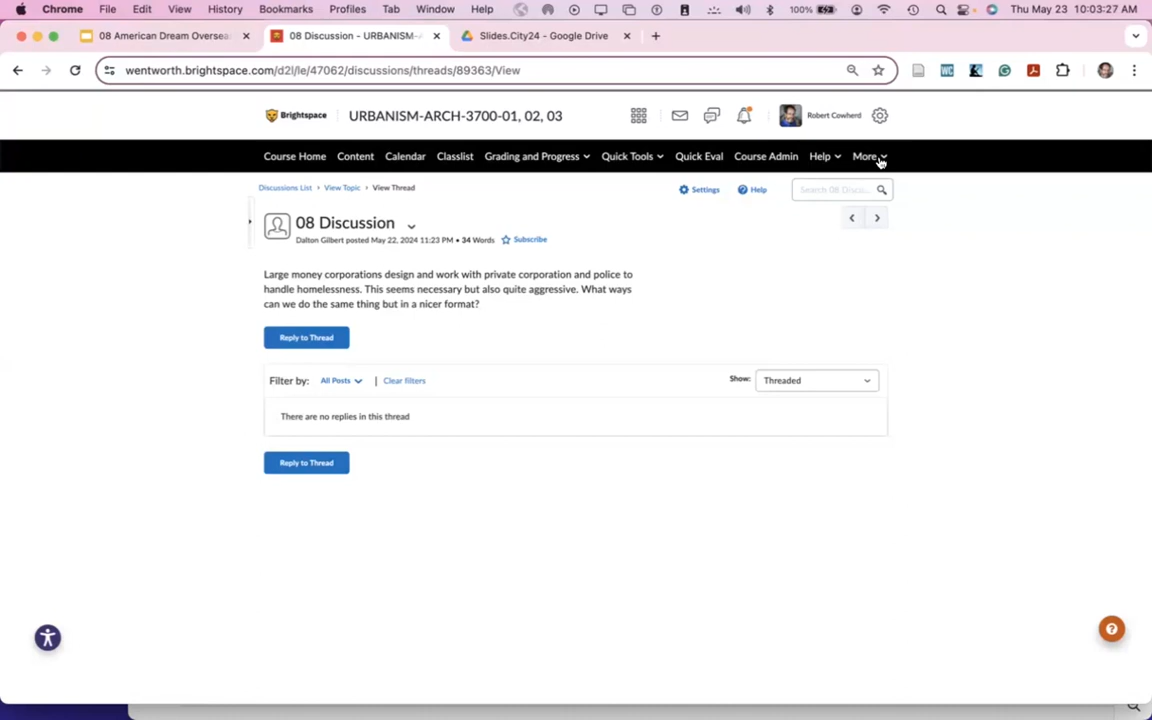 Chrome File Edit View History Bookmarks Profiles Tab Window Help 100% Thu May 23 10:03:27 AM
08 American Dream Oversea 08 Discussion - URBANISM-A Slides.City24 - Google Drive
wentworth.brightspace.com/d2l/le/47062/discussions/threads/89363/View
Brightspace URBANISM-ARCH-3700-01, 02, 03 Robert Cowherd
Course Home Content Calendar Classlist Grading and Progress Quick Tools Quick Eval Course Admin Help More
Discussions List › View Topic › View Thread Settings Help Search 08 Discu...
08 Discussion
Dalton Gilbert posted May 22, 2024 11:23 PM • 34 Words Subscribe
Large money corporations design and work with private corporation and police to
handle homelessness. This seems necessary but also quite aggressive. What ways
can we do the same thing but in a nicer format?
Reply to Thread
Filter by: All Posts | Clear filters Show: Threaded
There are no replies in this thread
Reply to Thread